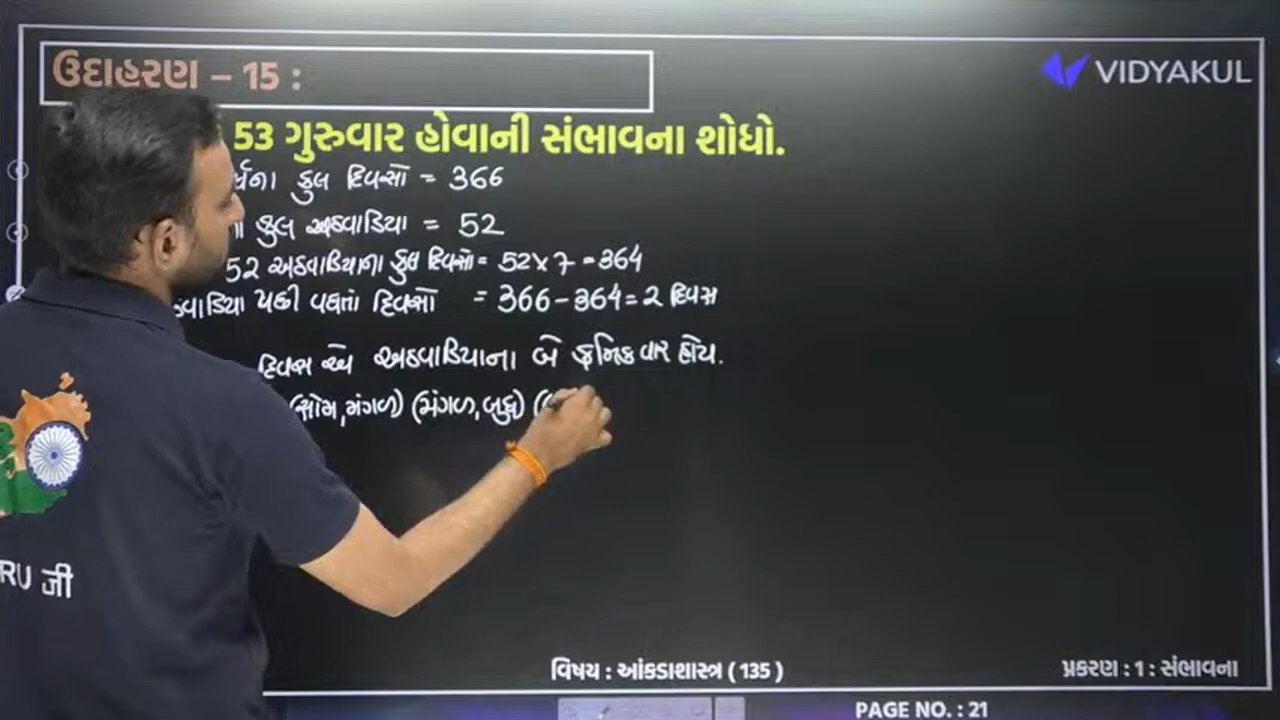 ઉદાહરણ – 15 :
VIDYAKUL
53 ગુરુવાર હોવાની સંભાવના શોધો.
ર્ષના કુલ દિવસો = 366
કુલ અઠવાડિયા = 52
52 અઠવાડિયાના કુલ દિવસો = 52 x 7 = 364
વાડિયા પછી વધતાં દિવસો = 366 - 364 = 2 દિવસ
દિવસ એ અઠવાડિયાના બે ક્રમિક વાર હોય.
(સોમ, મંગળ) (મંગળ, બુધ) (
RU જી
વિષય : આંકડાશાસ્ત્ર ( 135 )
પ્રકરણ : 1 : સંભાવના
PAGE NO. : 21